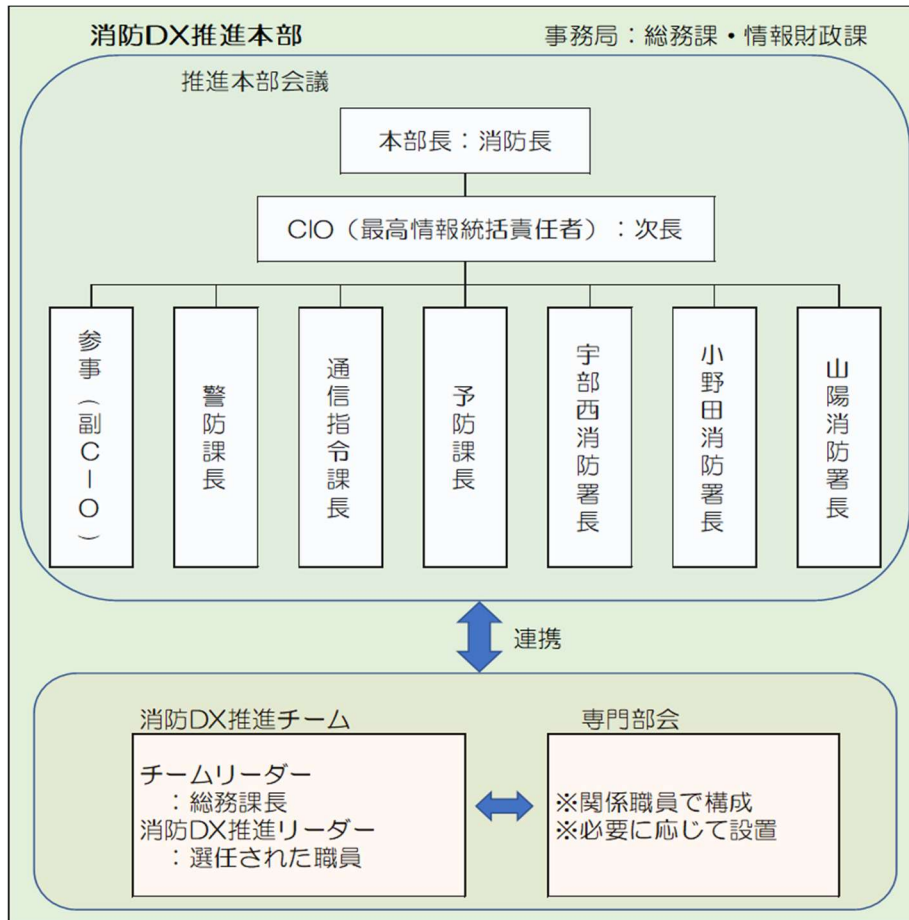 消防DX推進本部
事務局：総務課・情報財政課
推進本部会議
本部長：消防長
CIO（最高情報統括責任者）：次長
参事（副CIO）
警防課長
通信指令課長
予防課長
宇部西消防署長
小野田消防署長
山陽消防署長
連携
消防DX推進チーム
チームリーダー
：総務課長
消防DX推進リーダー
：選任された職員
専門部会
※関係職員で構成
※必要に応じて設置